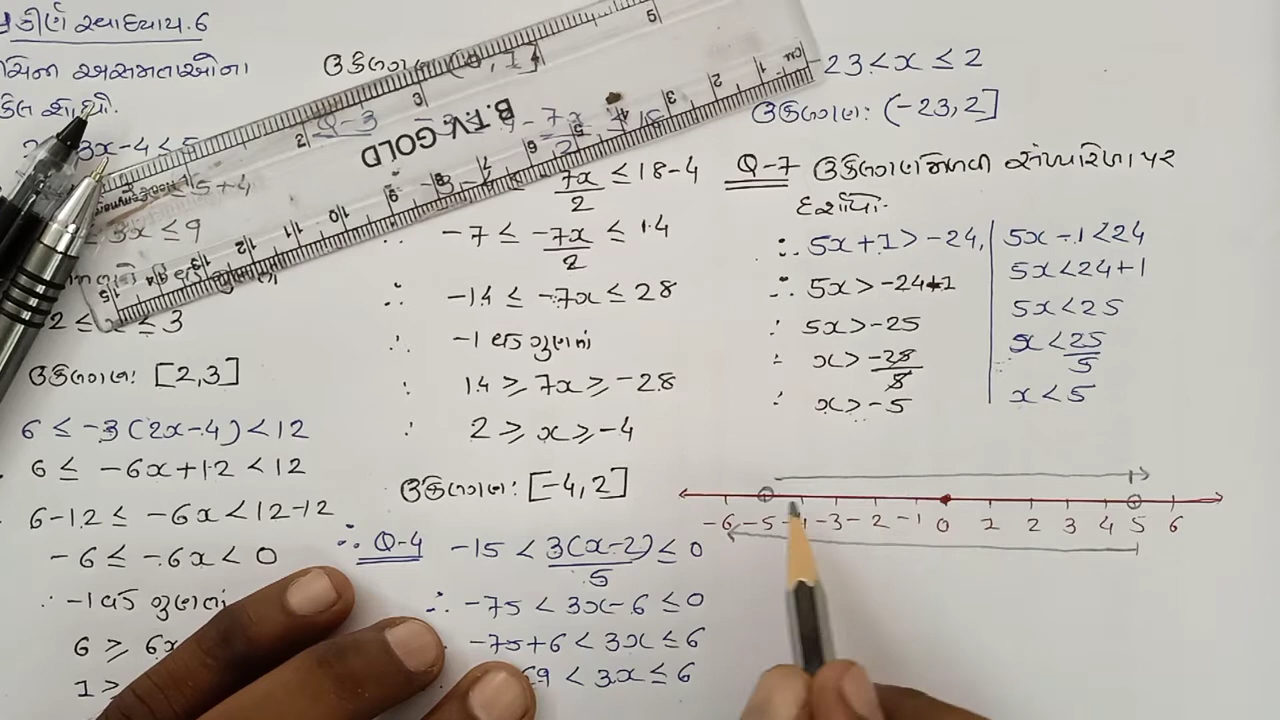 પ્રકીર્ણ સ્વાધ્યાય.6
અસમતાઓના
3x-4<5
≤5+4
3x≤9
≤3
ઉકેલગણ: [2,3]
6 ≤ -3(2x-4) < 12
6 ≤ -6x+12 < 12
6-12 ≤ -6x < 12-12
-6 ≤ -6x < 0
∴ -1 વડે ગુણતાં
6 ≥ 6x
1 >
ઉકેલગણ
Q-3
B.T.V. GOLD
7x/2 ≤ 18-4
∴ -7 ≤ -7x/2 ≤ 14
∴ -14 ≤ -7x ≤ 28
∴ -1 વડે ગુણતાં
∴ 14 ≥ 7x ≥ -28
∴ 2 ≥ x ≥ -4
ઉકેલગણ: [-4,2]
∴ Q-4 -15 < 3(x-2)/5 ≤ 0
∴ -75 < 3x-6 ≤ 0
-75+6 < 3x ≤ 6
69 < 3x ≤ 6
23 < x ≤ 2
ઉકેલગણ: (-23,2]
Q-7 સંખ્યારેખા પર
દર્શાવો.
∴ 5x+1 > -24,
∴ 5x > -24-1
∴ 5x > -25
∴ x > -25/5
∴ x > -5
5x-1 < 24
5x < 24+1
5x < 25
x < 25/5
x < 5
-6 -5 -4 -3 -2 -1 0 1 2 3 4 5 6